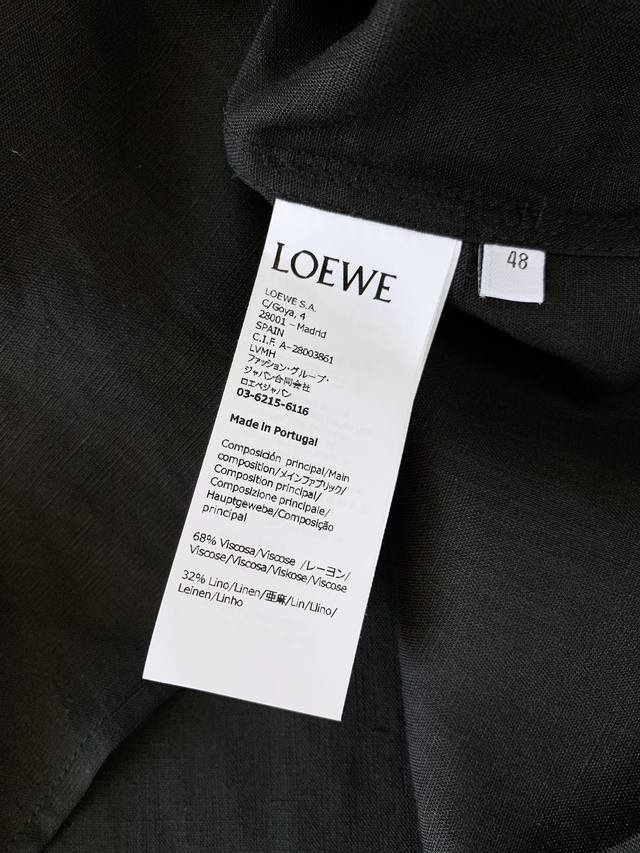 LOEWE
LOEWE S.A.
C/Goya, 4
28001 - Madrid
SPAIN
C.I.F. A-28003861
LVMH
ファッション・グループ・
ジャパン合同会社
ロエベジャパン
03-6215-6116
Made in Portugal
Composición principal/Main
composition/メインファブリック/
Composition principal/
Composizione principale/
Hauptgewebe/Composição
principal
68% Viscosa/Viscose /レーヨン/
Viscose/Viscosa/Viskose/Viscose
32% Lino/Linen/亜麻/Lin/Llino/
Leinen/Linho
48